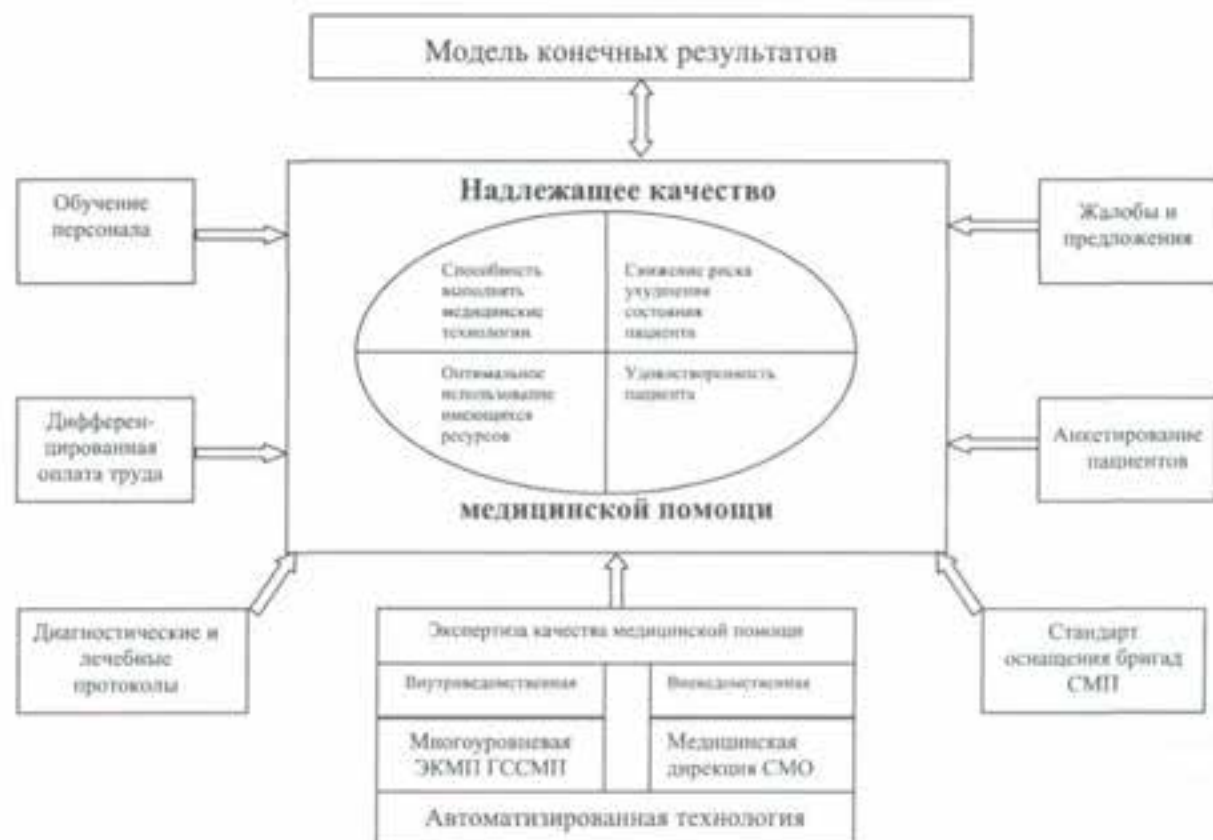 Модель конечных результатов
Надлежащее качество
Обучение
персонала
Жалобы и
предложения
Способность
выполнять
медицинские
технологии
Снижение риска
ухудшения
состояния
пациента
Оптимальное
использование
имеющихся
ресурсов
Удовостворенность
пациента
Дифферен-
цированная
оплата труда
Анкетирование
пациентов
медицинской помощи
Диагностические и
лечебные
протоколы
Экспертиза качества медицинской помощи
Внутриведомственная
Вневедомственная
Многоуровневая
ЭКМП ГССМП
Медицинская
дирекция СМО
Автоматизированная технология
Стандарт
оснащения бригад
СМП